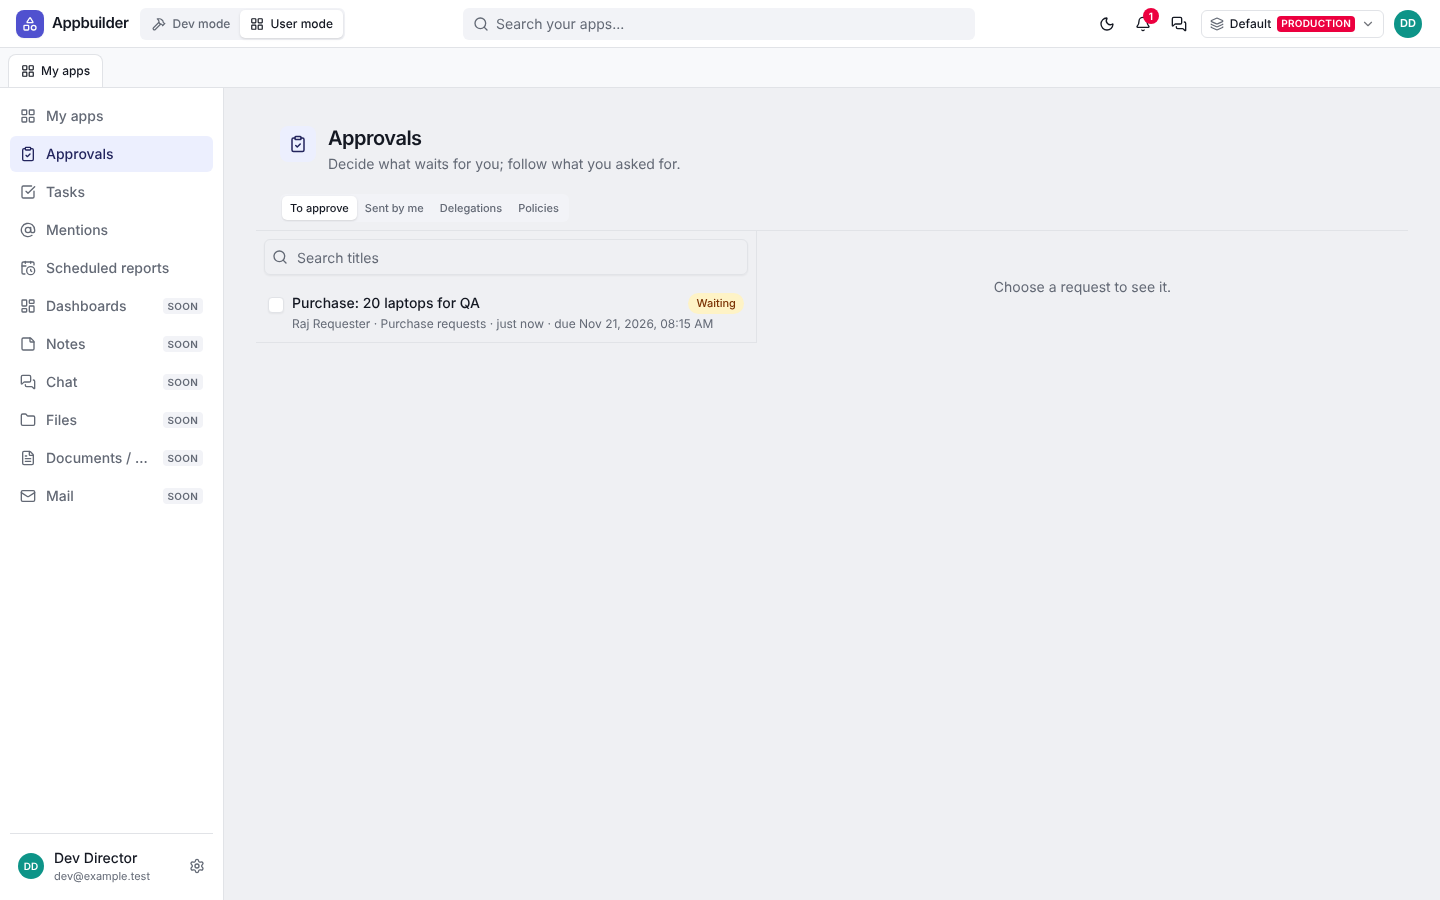 Appbuilder
Dev mode
User mode
Search your apps...
1
Default
PRODUCTION
DD
My apps
My apps
Approvals
Tasks
Mentions
Scheduled reports
Dashboards SOON
Notes SOON
Chat SOON
Files SOON
Documents / ... SOON
Mail SOON
Approvals
Decide what waits for you; follow what you asked for.
To approve
Sent by me
Delegations
Policies
Search titles
Purchase: 20 laptops for QA
Waiting
Raj Requester · Purchase requests · just now · due Nov 21, 2026, 08:15 AM
Choose a request to see it.
DD
Dev Director
dev@example.test